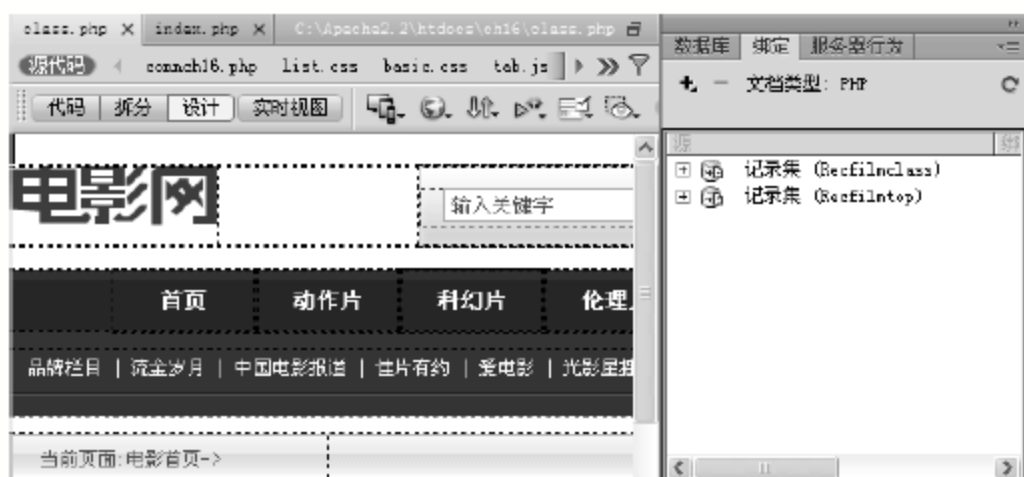 class.php × index.php × C:\Apache2.2\htdocs\ch16\class.php
源代码 connch16.php list.css basic.css tab.js
代码 拆分 设计 实时视图
电影网
输入关键字
首页 动作片 科幻片 伦理
品牌栏目 | 流金岁月 | 中国电影报道 | 佳片有约 | 爱电影 | 光影星播
当前页面:电影首页->
数据库 绑定 服务器行为
文档类型: PHP
源 绑
记录集 (Recfilmclass)
记录集 (Recfilmtop)